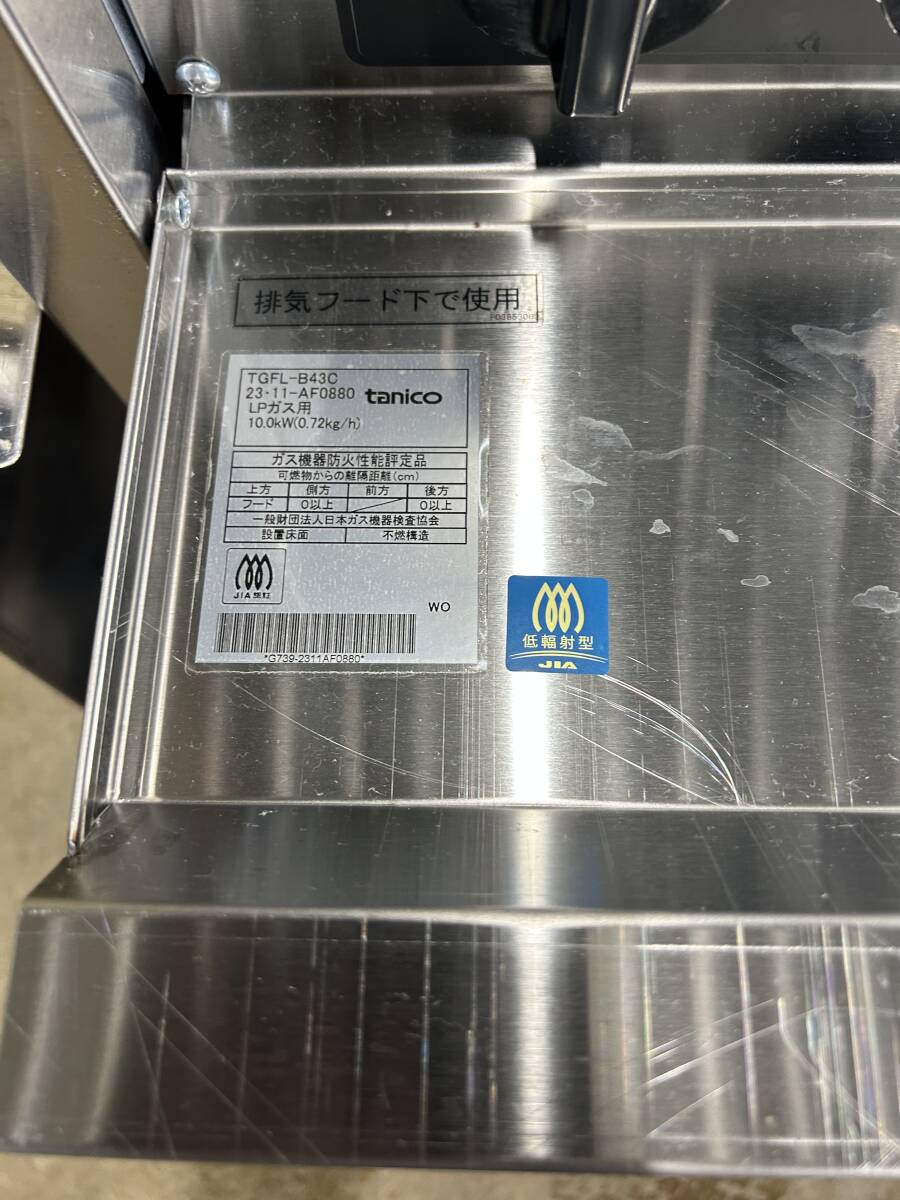 排気フード下で使用
TGFL-B43C
23·11-AF0880 tanico
LPガス用
10.0kW(0.72kg/h)
ガス機器防火性能評定品
可燃物からの離隔距離(cm)
上方 側方 前方 後方
フード 0以上 0以上
一般財団法人日本ガス機器検査協会
設置床面 不燃構造
JIA認証
WO
*G739-2311AF0880*
低輻射型
JIA